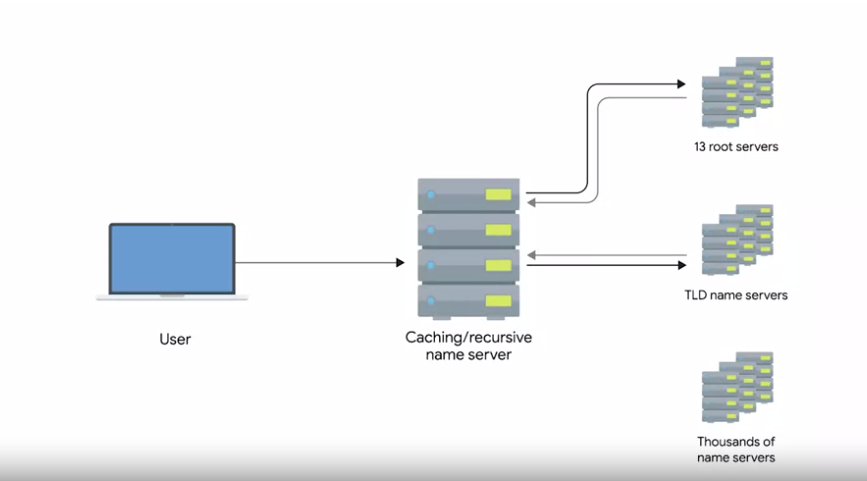 13 root servers
TLD name servers
User
Caching/recursive
name server
Thousands of
name servers